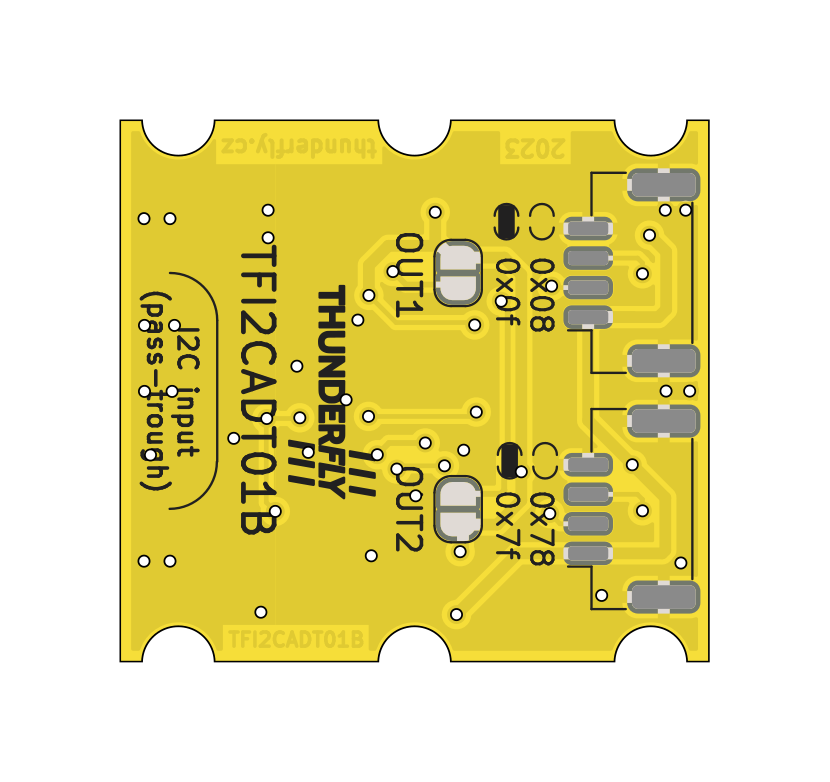 thunderfly.cz
2023
OUT1
0x0f
0x08
TFI2CADT01B
THUNDERFLY
I2C input
(pass-trough)
OUT2
0x7f
0x78
TFI2CADT01B